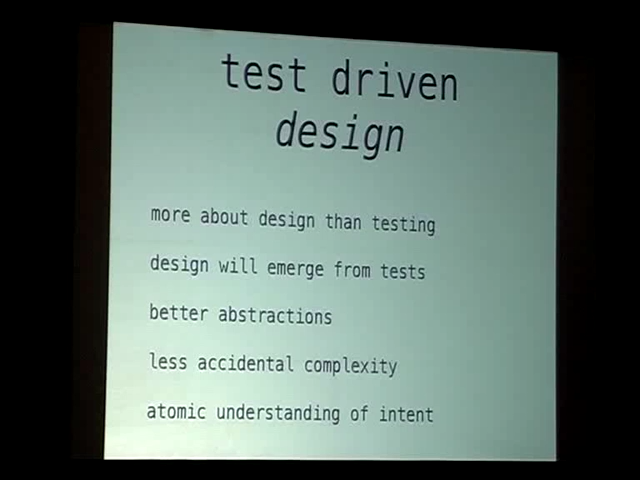 test driven
design
more about design than testing
design will emerge from tests
better abstractions
less accidental complexity
atomic understanding of intent